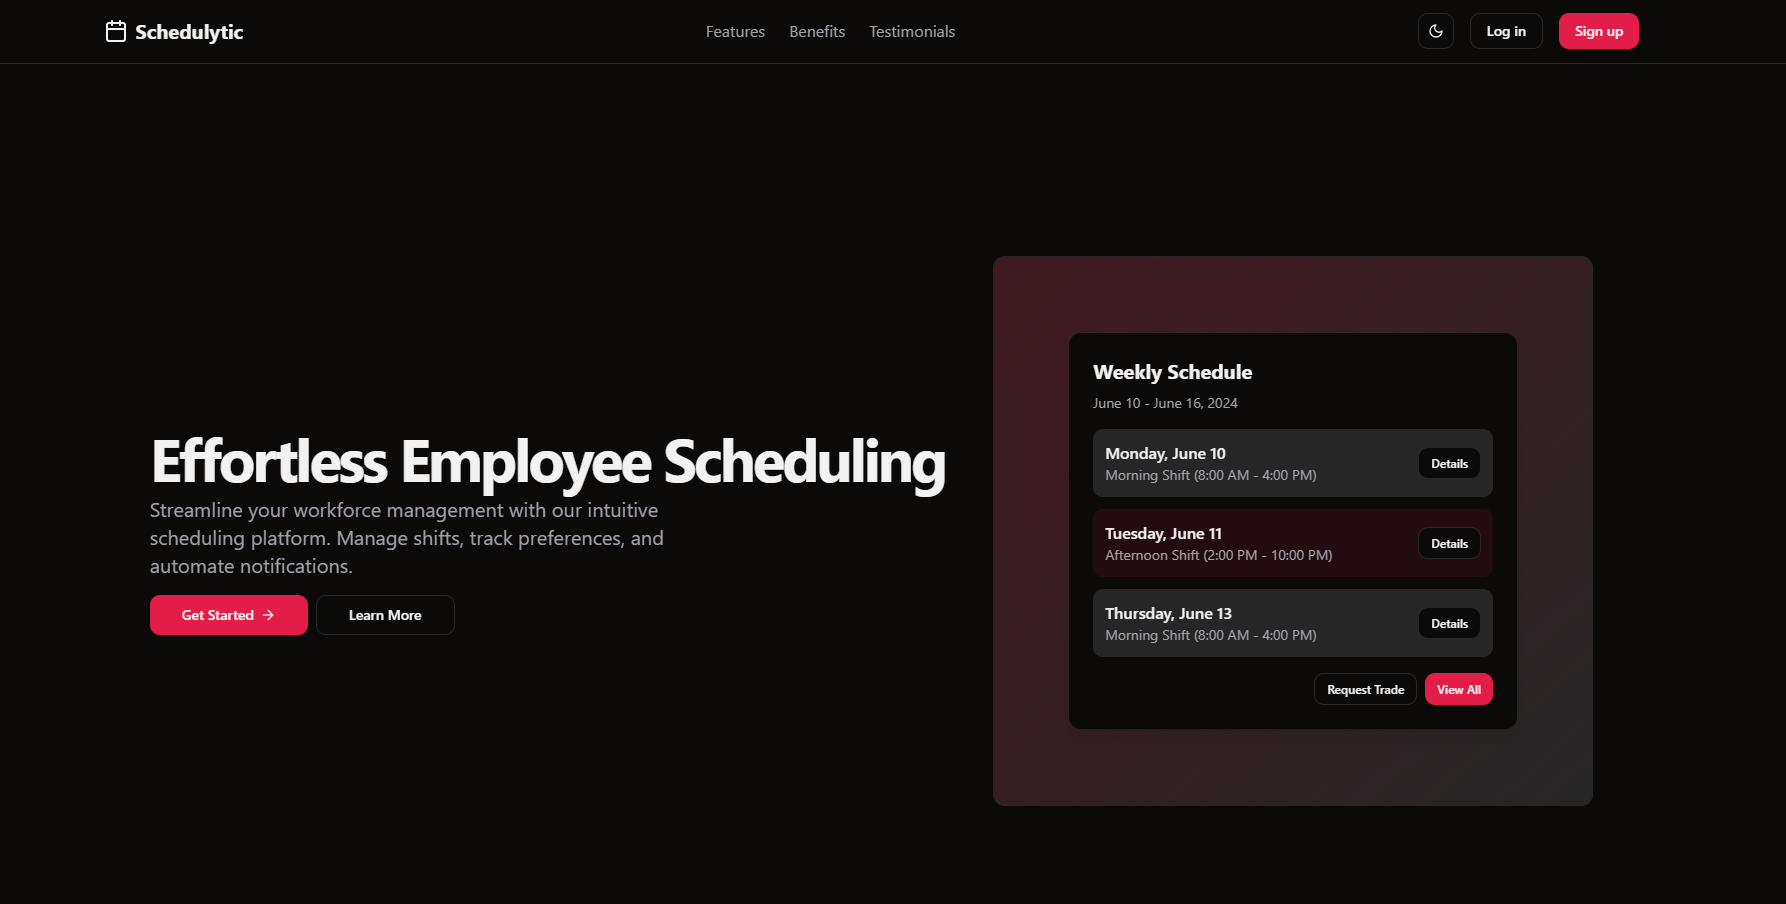 Schedulytic
Features
Benefits
Testimonials
Log in
Sign up
Effortless Employee Scheduling
Streamline your workforce management with our intuitive
scheduling platform. Manage shifts, track preferences, and
automate notifications.
Get Started →
Learn More
Weekly Schedule
June 10 - June 16, 2024
Monday, June 10
Morning Shift (8:00 AM - 4:00 PM)
Details
Tuesday, June 11
Afternoon Shift (2:00 PM - 10:00 PM)
Details
Thursday, June 13
Morning Shift (8:00 AM - 4:00 PM)
Details
Request Trade
View All